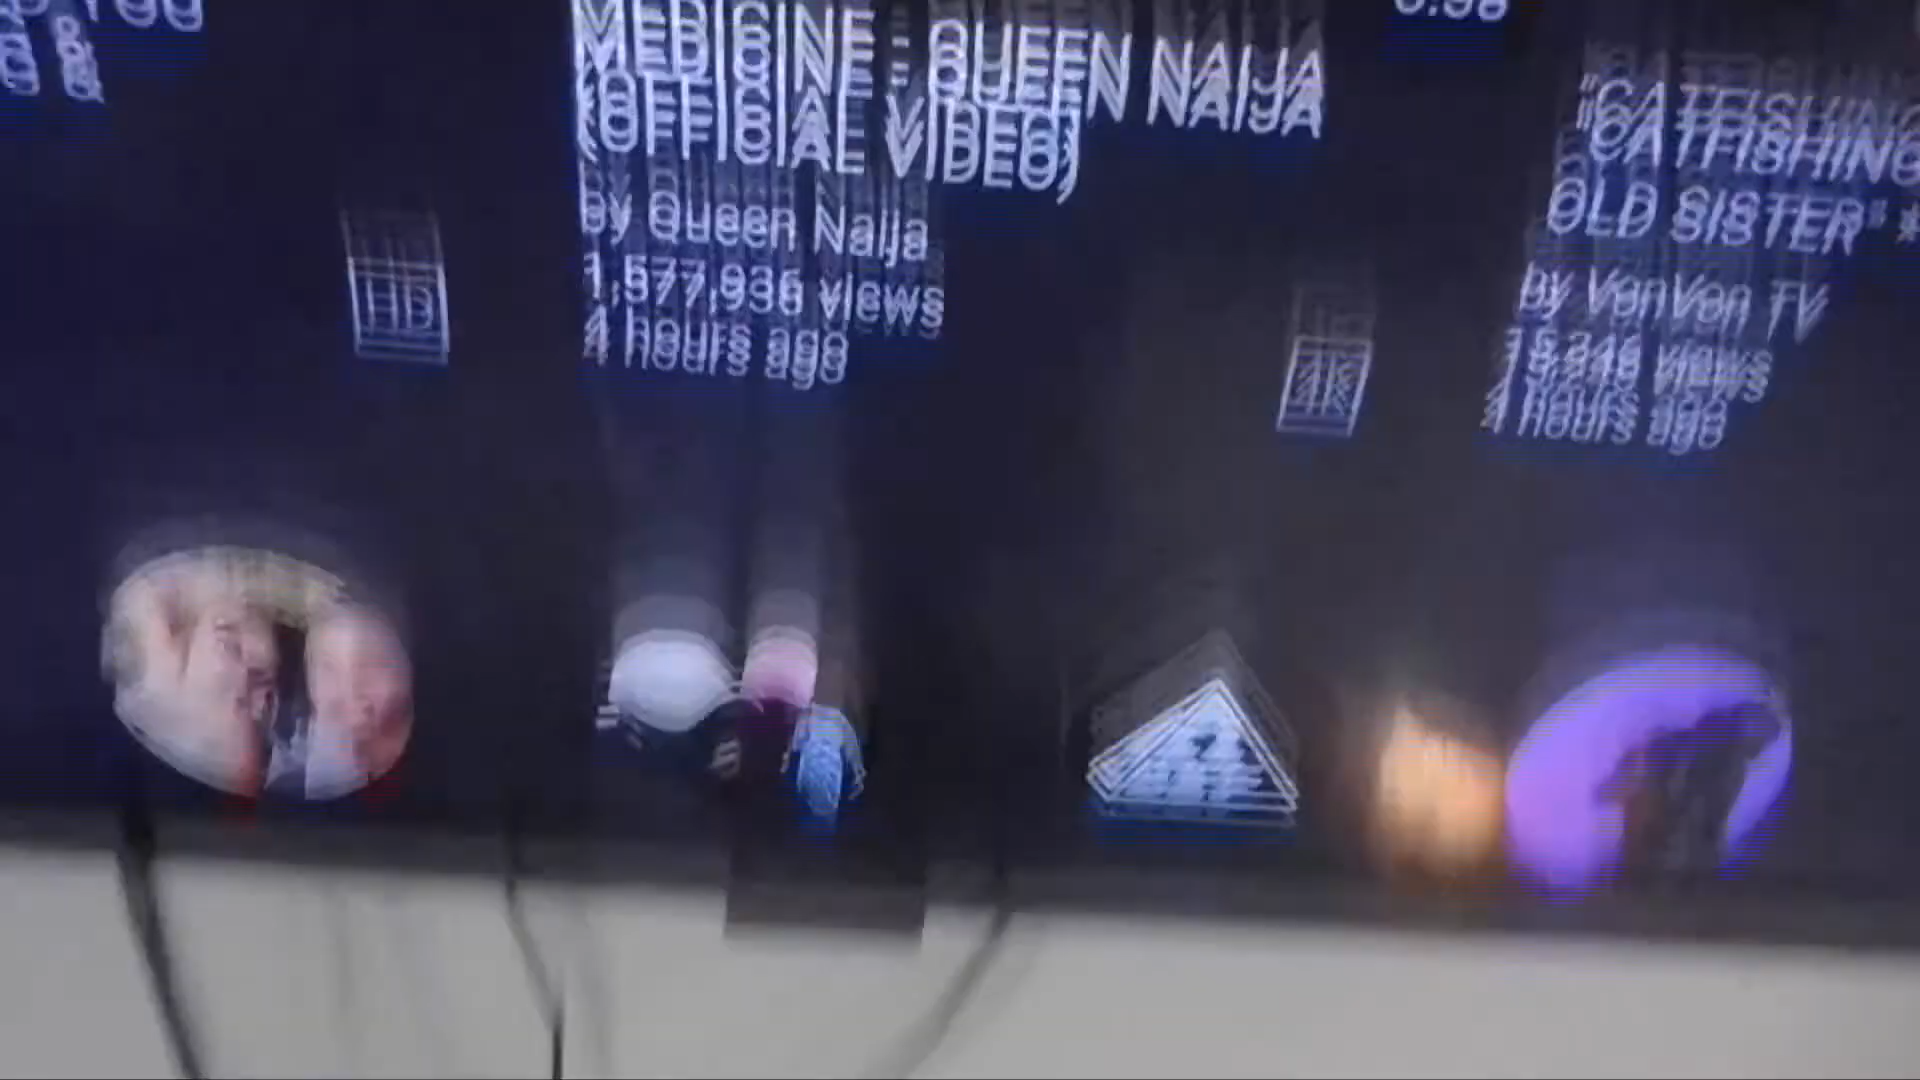 MEDICINE - QUEEN NAIJA
(OFFICIAL VIDEO)
by Queen Naija
1,577,936 views
4 hours ago
HD
"CATFISHING
OLD SISTER" *
by VonVon TV
views
4 hours ago
4K